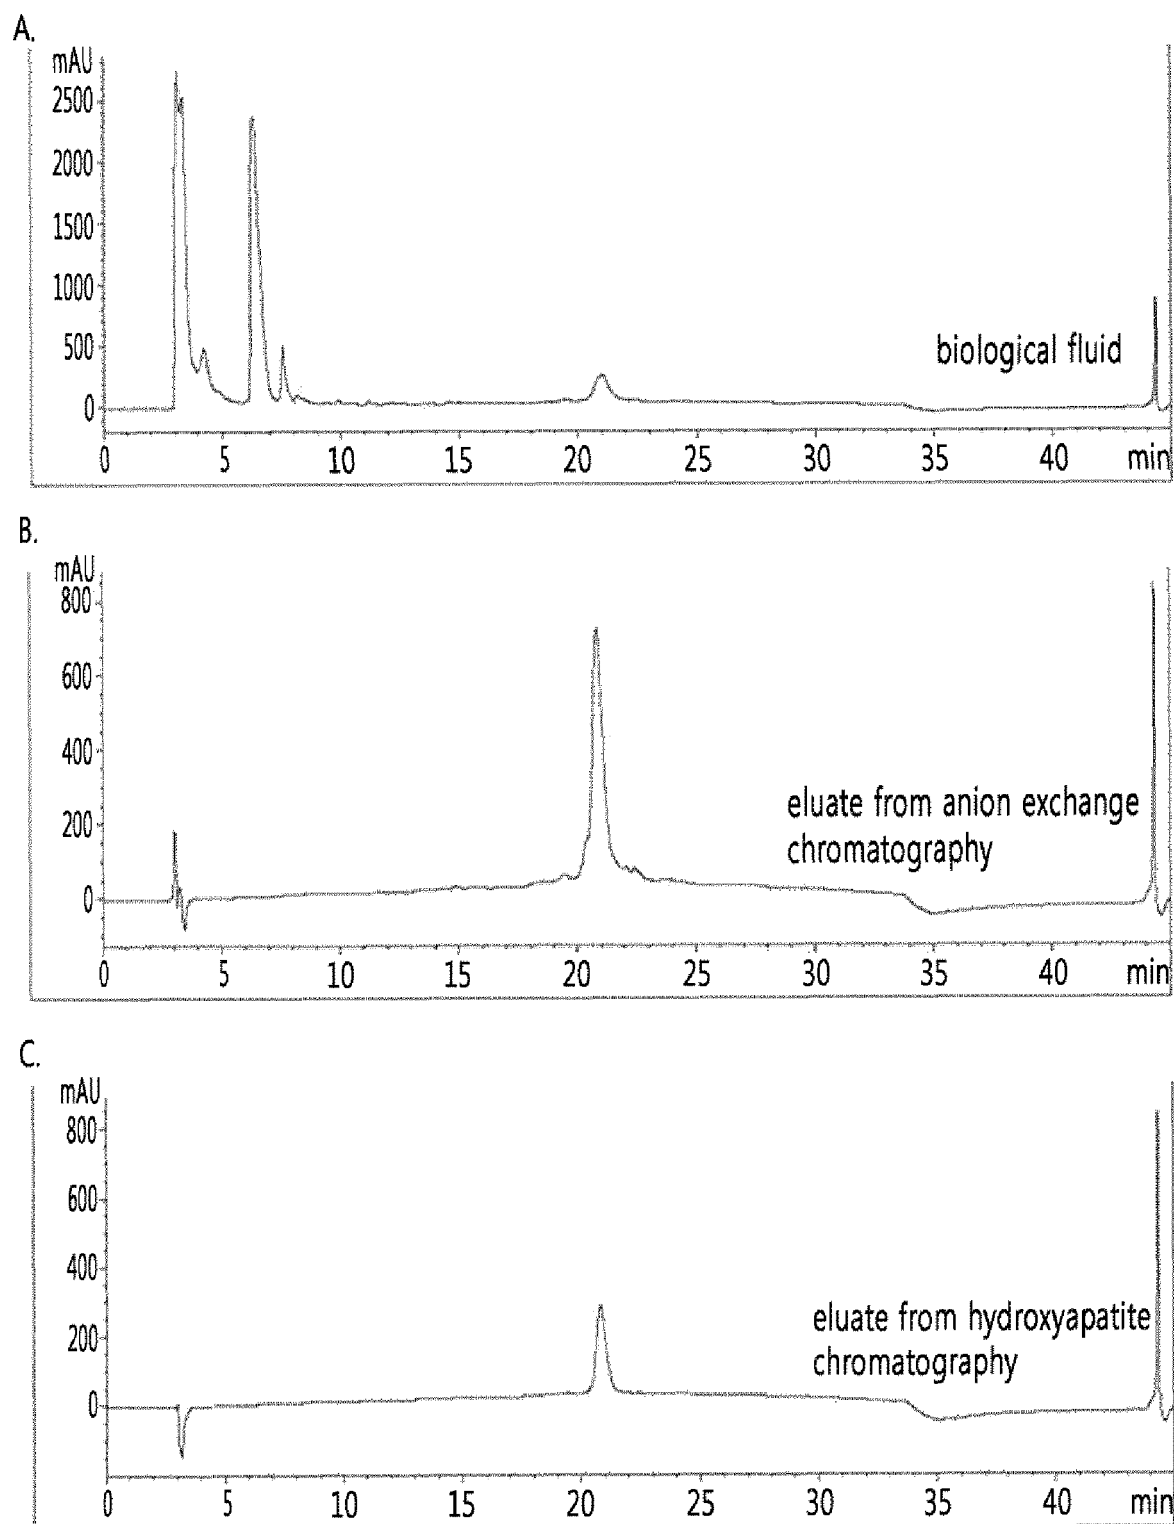 A.
mAU
2500
2000
1500
1000
500
0
biological fluid
0 5 10 15 20 25 30 35 40 min
B.
mAU
800
600
400
200
0
eluate from anion exchange
chromatography
0 5 10 15 20 25 30 35 40 min
C.
mAU
800
600
400
200
0
eluate from hydroxyapatite
chromatography
0 5 10 15 20 25 30 35 40 min